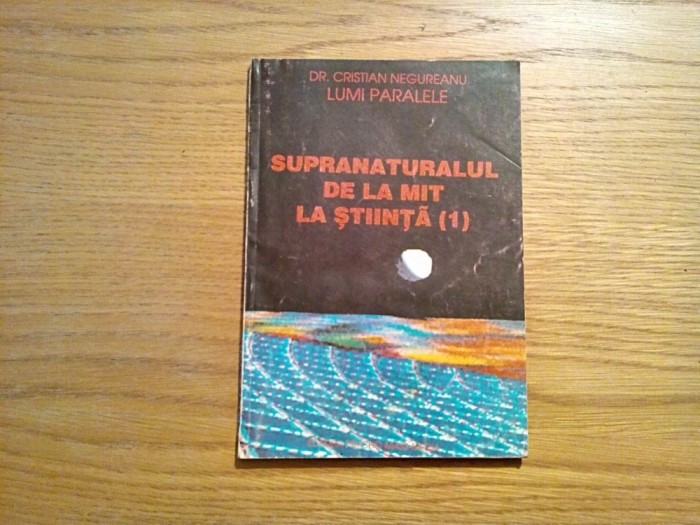 DR. CRISTIAN NEGUREANU
LUMI PARALELE
SUPRANATURALUL
DE LA MIT
LA ȘTIINȚĂ (1)